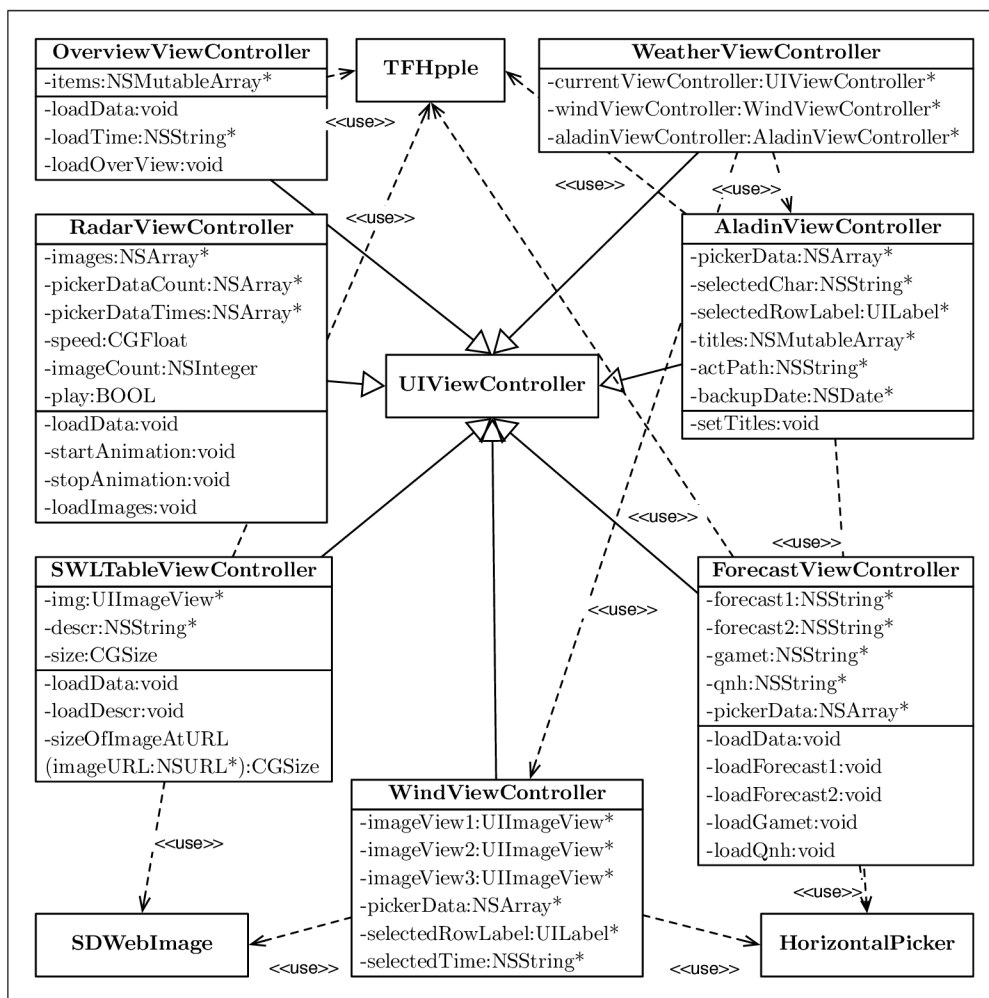 OverviewViewController
-items:NSMutableArray*
-loadData:void
-loadTime:NSString*
-loadOverView:void
<<use>>
TFHpple
<<use>>
WeatherViewController
-currentViewController:UIViewController*
-windViewController:WindViewController*
-aladinViewController:AladinViewController*
<<use>>
<<use>>
<<use>>
RadarViewController
-images:NSArray*
-pickerDataCount:NSArray*
-pickerDataTimes:NSArray*
-speed:CGFloat
-imageCount:NSInteger
-play:BOOL
-loadData:void
-startAnimation:void
-stopAnimation:void
-loadImages:void
UIViewController
AladinViewController
-pickerData:NSArray*
-selectedChar:NSString*
-selectedRowLabel:UILabel*
-titles:NSMutableArray*
-actPath:NSString*
-backupDate:NSDate*
-setTitles:void
<<use>>
<<use>>
SWLTableViewController
-img:UIImageView*
-descr:NSString*
-size:CGSize
-loadData:void
-loadDescr:void
-sizeOfImageAtURL
(imageURL:NSURL*):CGSize
<<use>>
ForecastViewController
-forecast1:NSString*
-forecast2:NSString*
-gamet:NSString*
-qnh:NSString*
-pickerData:NSArray*
-loadData:void
-loadForecast1:void
-loadForecast2:void
-loadGamet:void
-loadQnh:void
WindViewController
-imageView1:UIImageView*
-imageView2:UIImageView*
-imageView3:UIImageView*
-pickerData:NSArray*
-selectedRowLabel:UILabel*
-selectedTime:NSString*
<<use>>
<<use>>
SDWebImage
HorizontalPicker
<<use>>
<<use>>